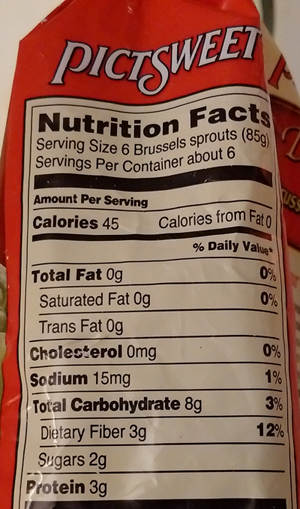 PICTSWEET
Nutrition Facts
Serving Size 6 Brussels sprouts (85g)
Servings Per Container about 6
Amount Per Serving
Calories 45 Calories from Fat 0
% Daily Value*
Total Fat 0g 0%
Saturated Fat 0g 0%
Trans Fat 0g
Cholesterol 0mg 0%
Sodium 15mg 1%
Total Carbohydrate 8g 3%
Dietary Fiber 3g 12%
Sugars 2g
Protein 3g